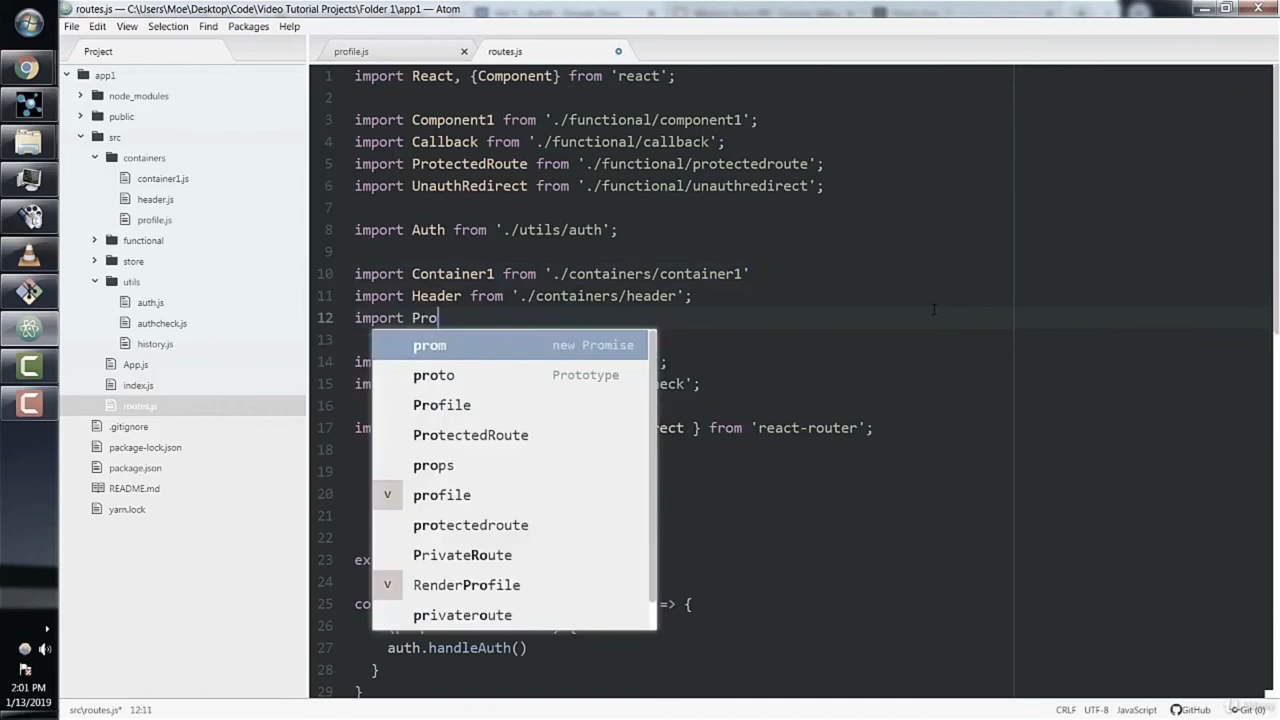 routes.js — C:\Users\Moe\Desktop\Code\Video Tutorial Projects\Folder 1\app1 — Atom
File Edit View Selection Find Packages Help
Project
profile.js
routes.js
app1
node_modules
public
src
containers
container1.js
header.js
profile.js
functional
store
utils
auth.js
authcheck.js
history.js
App.js
index.js
routes.js
.gitignore
package-lock.json
package.json
README.md
yarn.lock
1 import React, {Component} from 'react';
2
3 import Component1 from './functional/component1';
4 import Callback from './functional/callback';
5 import ProtectedRoute from './functional/protectedroute';
6 import UnauthRedirect from './functional/unauthredirect';
7
8 import Auth from './utils/auth';
9
10 import Container1 from './containers/container1'
11 import Header from './containers/header';
12 import Pro
13
14 im ;
15 im eck';
16
17 im rect } from 'react-router';
18
19
20
21
22
23 ex
25 co => {
26 {
27 auth.handleAuth()
28 }
29 }
prom new Promise
proto Prototype
Profile
ProtectedRoute
props
v profile
protectedroute
PrivateRoute
v RenderProfile
privateroute
2:01 PM
1/13/2019
src\routes.js* 12:11
CRLF UTF-8 JavaScript GitHub Git (0)